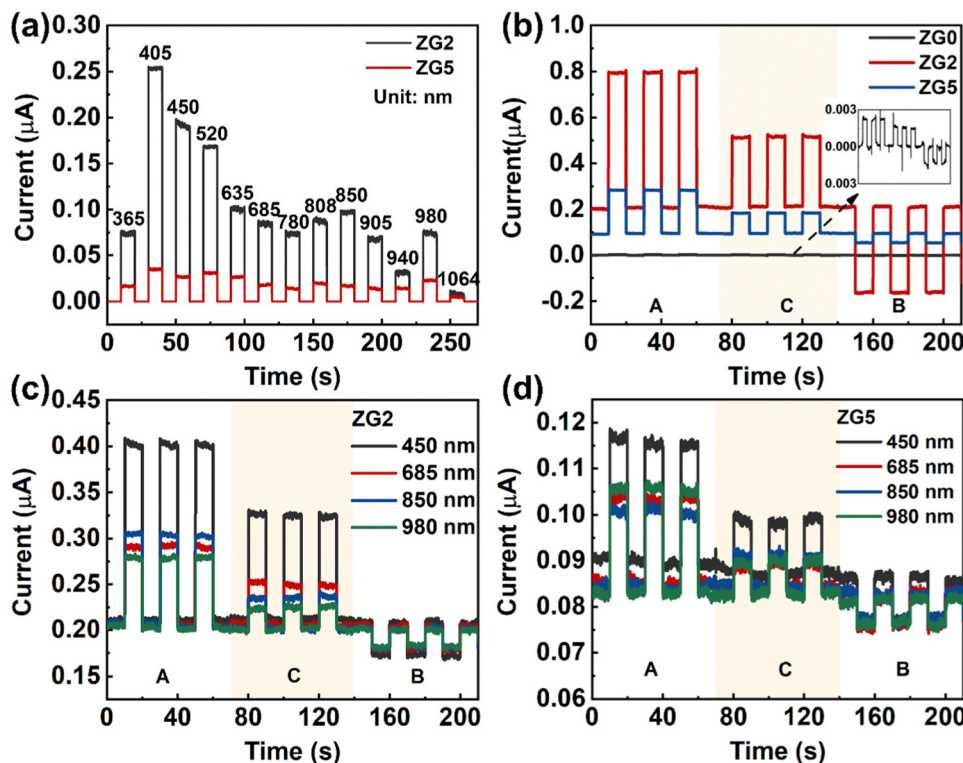 (a)
ZG2
ZG5
Unit: nm
365
405
450
520
635
685
780
808
850
905
940
980
1064
0.30
0.25
0.20
0.15
0.10
0.05
0.00
Current (μA)
0 50 100 150 200 250
Time (s)
(b)
ZG0
ZG2
ZG5
1.0
0.8
0.6
0.4
0.2
0.0
-0.2
Current(μA)
0.003
0.000
0.003
A C B
0 40 80 120 160 200
Time (s)
(c)
ZG2
450 nm
685 nm
850 nm
980 nm
0.45
0.40
0.35
0.30
0.25
0.20
0.15
Current (μA)
A C B
0 40 80 120 160 200
Time (s)
(d)
ZG5
450 nm
685 nm
850 nm
980 nm
0.12
0.11
0.10
0.09
0.08
0.07
0.06
Current (μA)
A C B
0 40 80 120 160 200
Time (s)